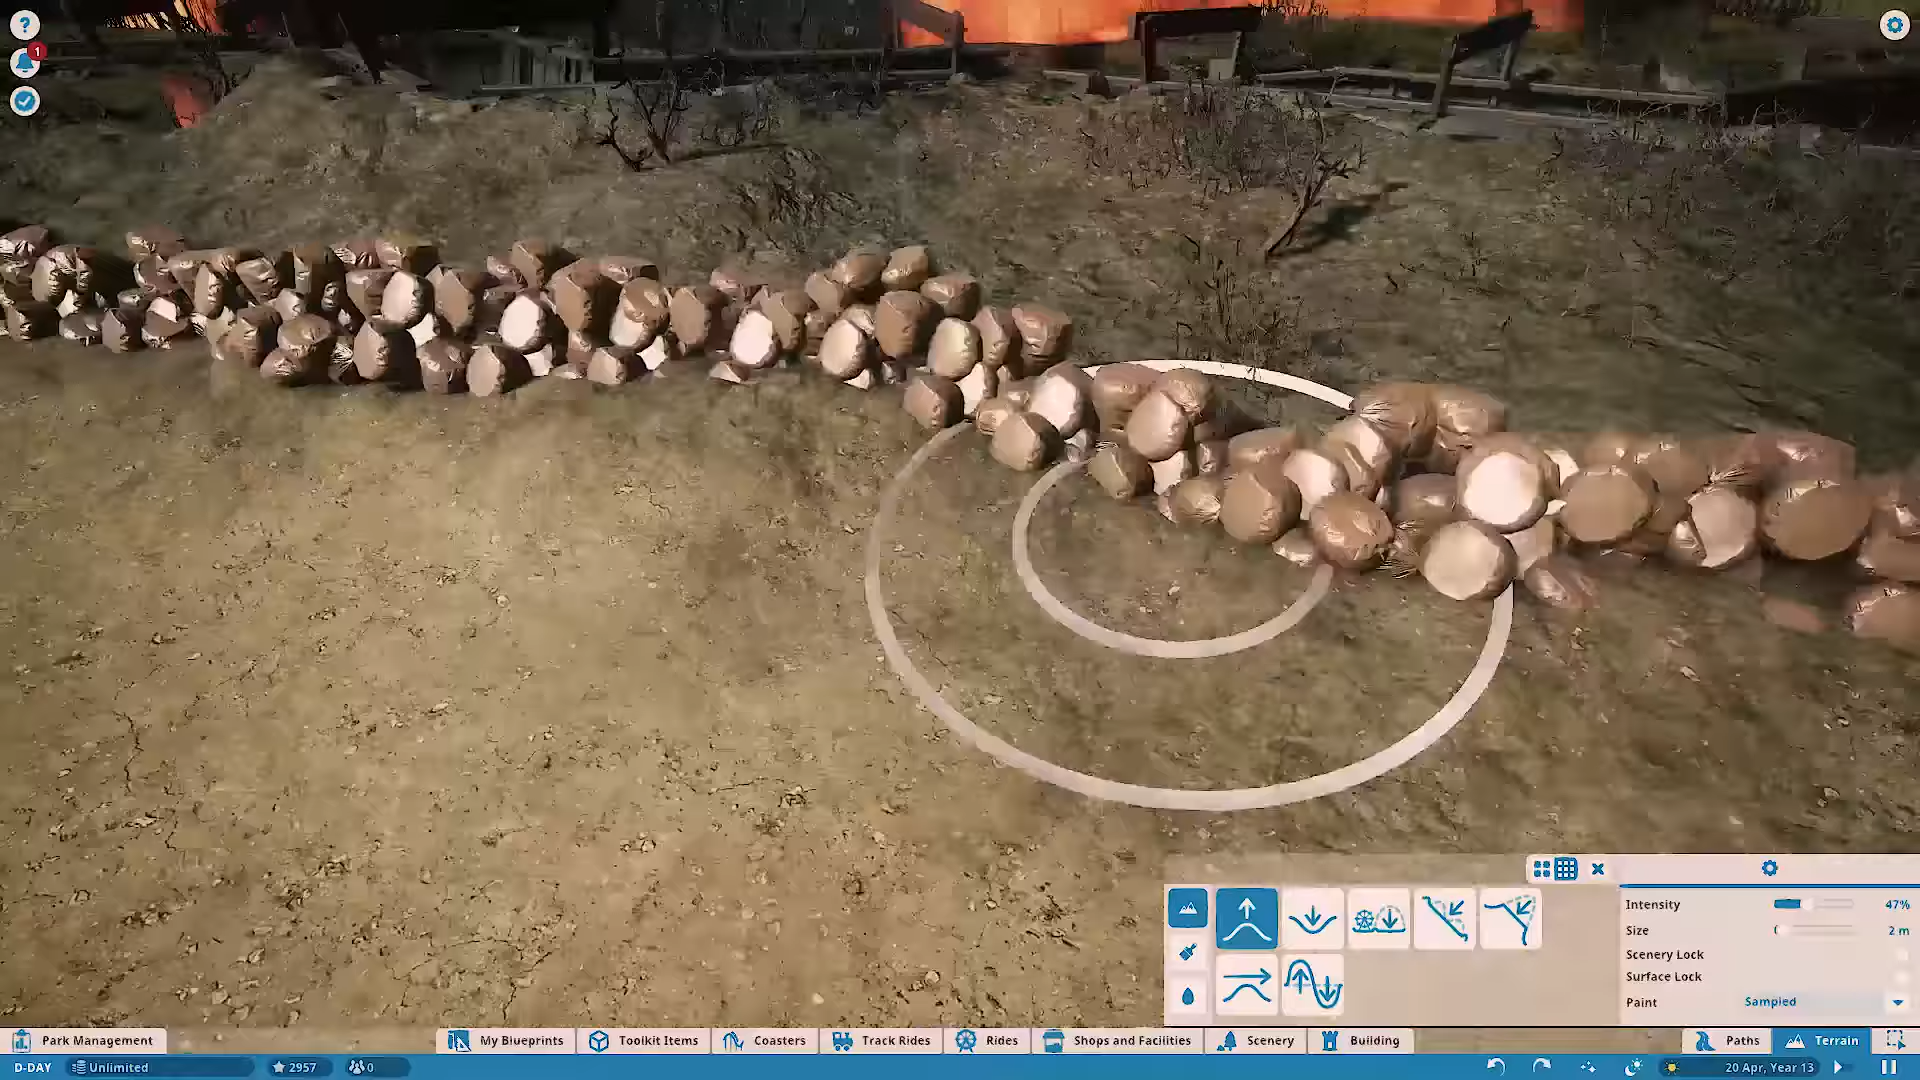 ?
1
Intensity 47%
Size 2 m
Scenery Lock
Surface Lock
Paint Sampled
Park Management My Blueprints Toolkit Items Coasters Track Rides Rides Shops and Facilities Scenery Building Paths Terrain
D-DAY Unlimited 2957 0 20 Apr, Year 13